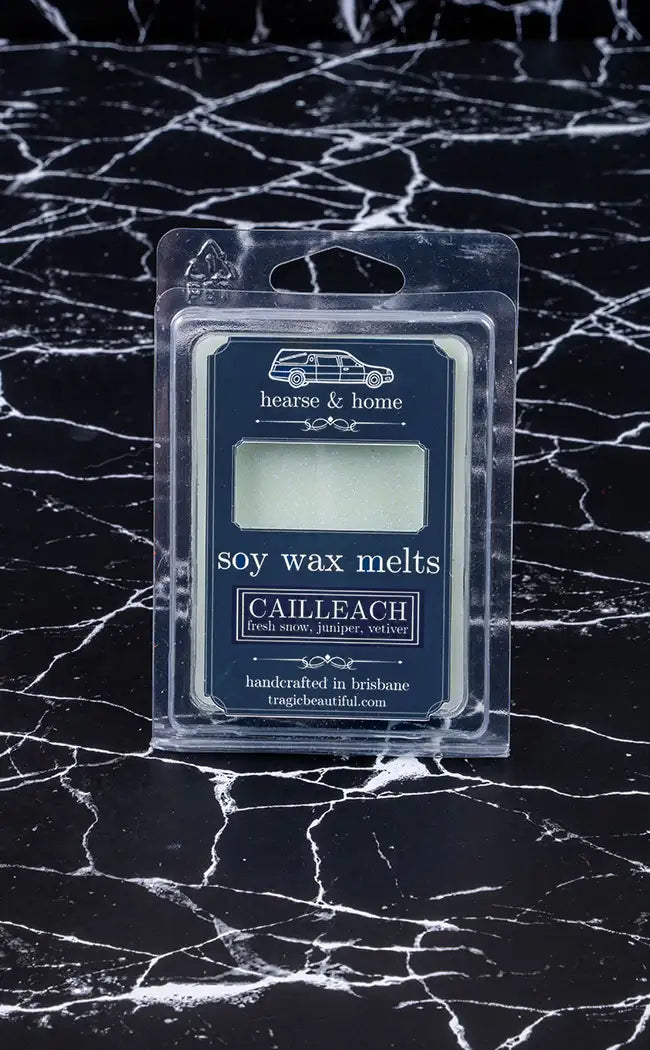 hearse & home
soy wax melts
CAILLEACH
fresh snow, juniper, vetiver
handcrafted in brisbane
tragicbeautiful.com